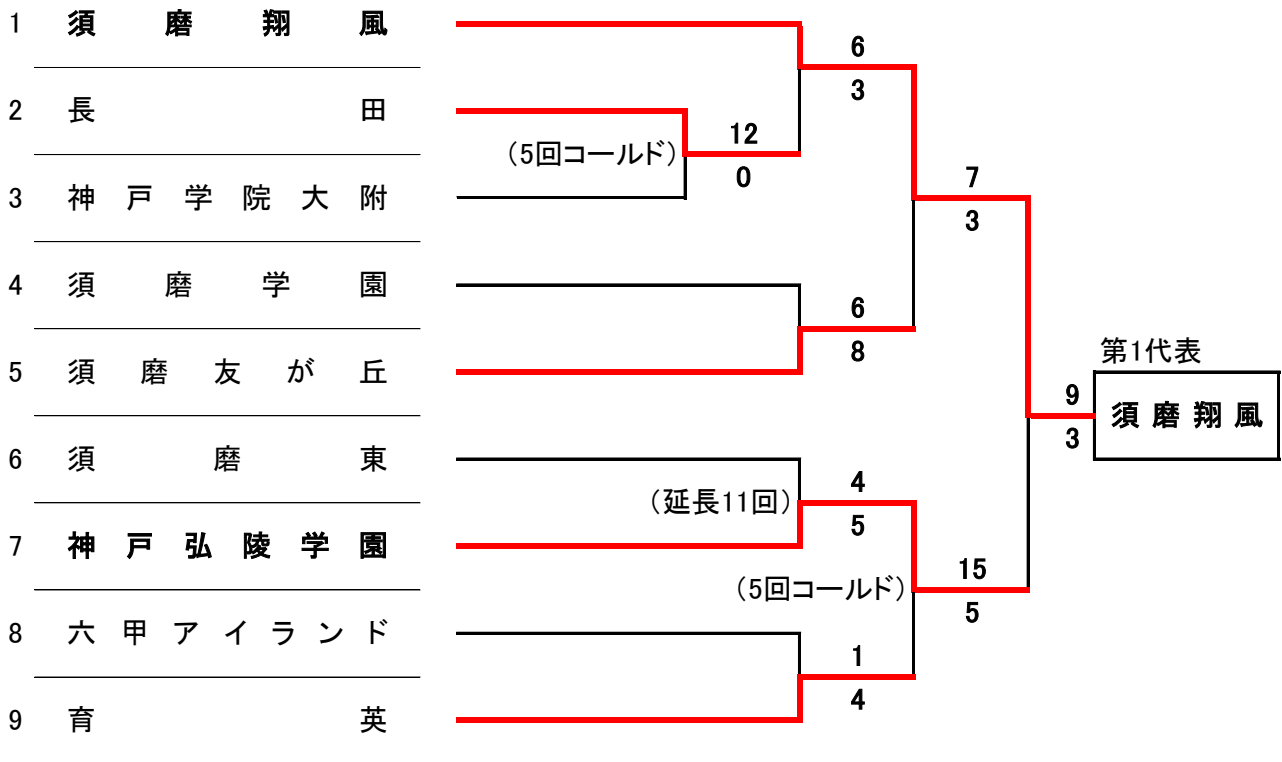 1 須磨翔風
6
3
2 長田
(5回コールド)
12
0
3 神戸学院大附
7
3
4 須磨学園
6
8
5 須磨友が丘
第1代表
9
3
須磨翔風
6 須磨東
(延長11回)
4
5
7 神戸弘陵学園
(5回コールド)
15
5
8 六甲アイランド
1
4
9 育英